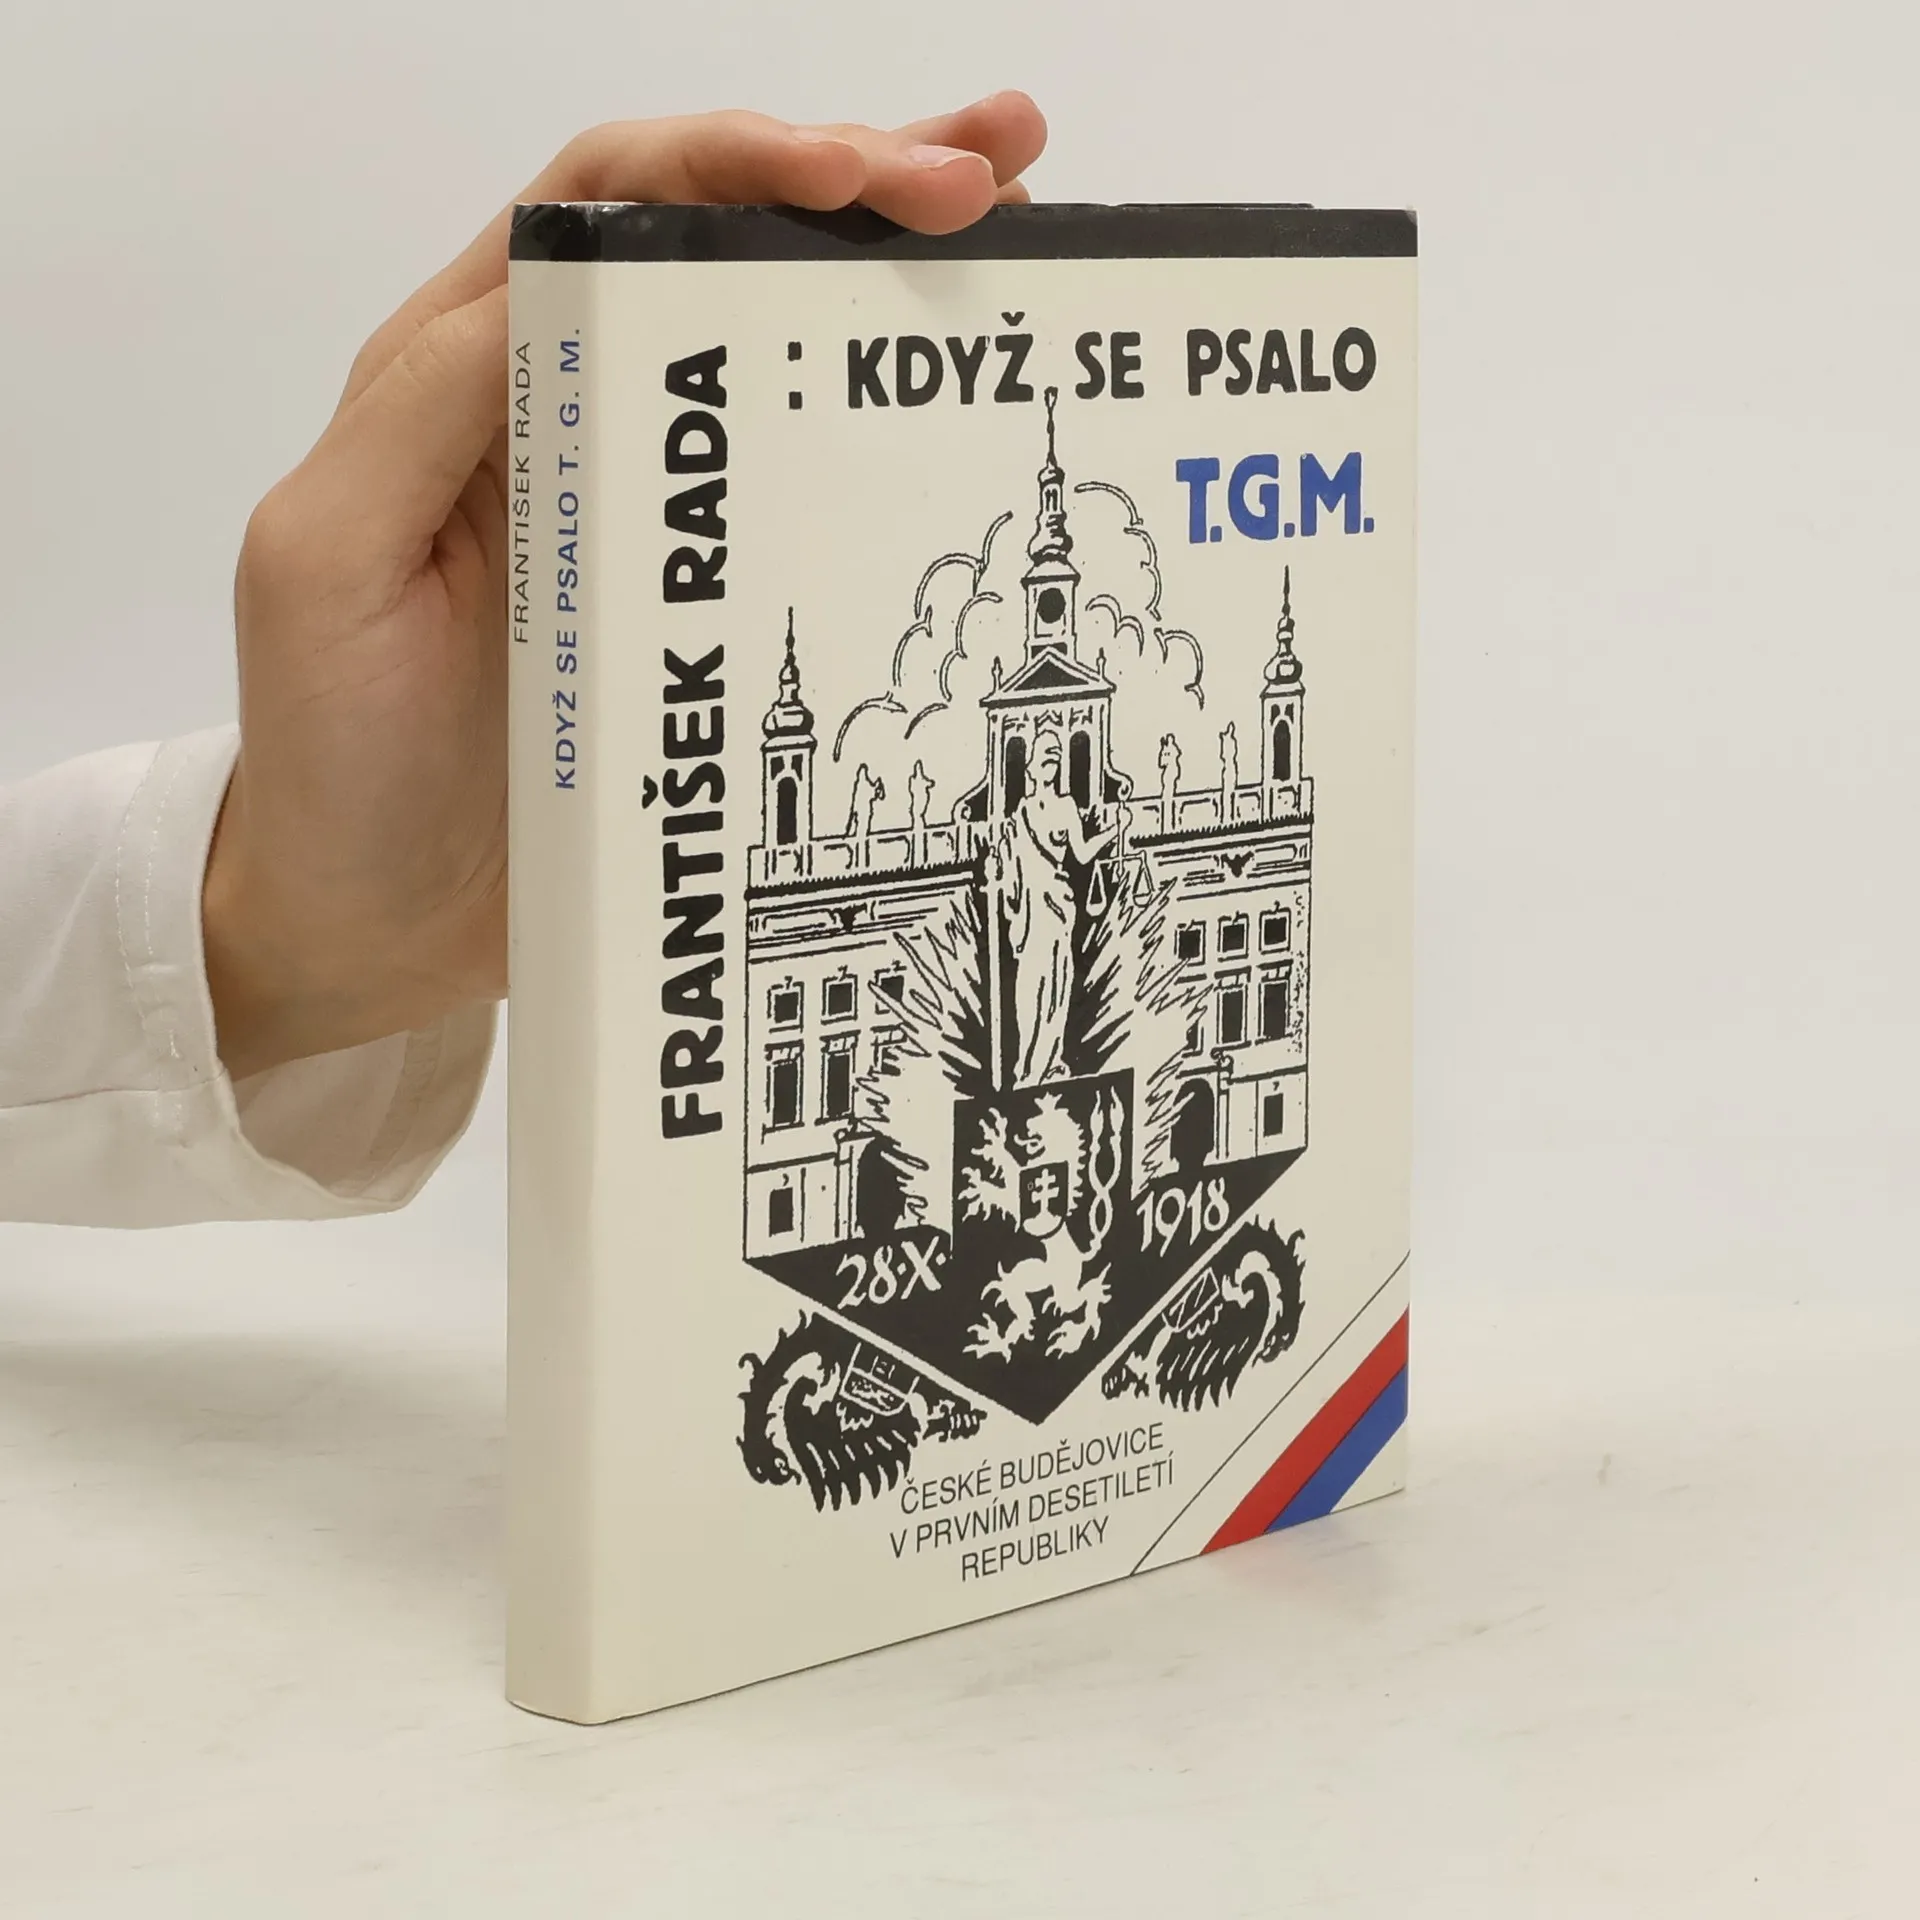 FRANTIŠEK RADA
KDYŽ SE PSALO T. G. M.
FRANTIŠEK RADA
: KDYŽ SE PSALO
T.G.M.
28.X.
1918
ČESKÉ BUDĚJOVICE
V PRVNÍM DESETILETÍ
REPUBLIKY